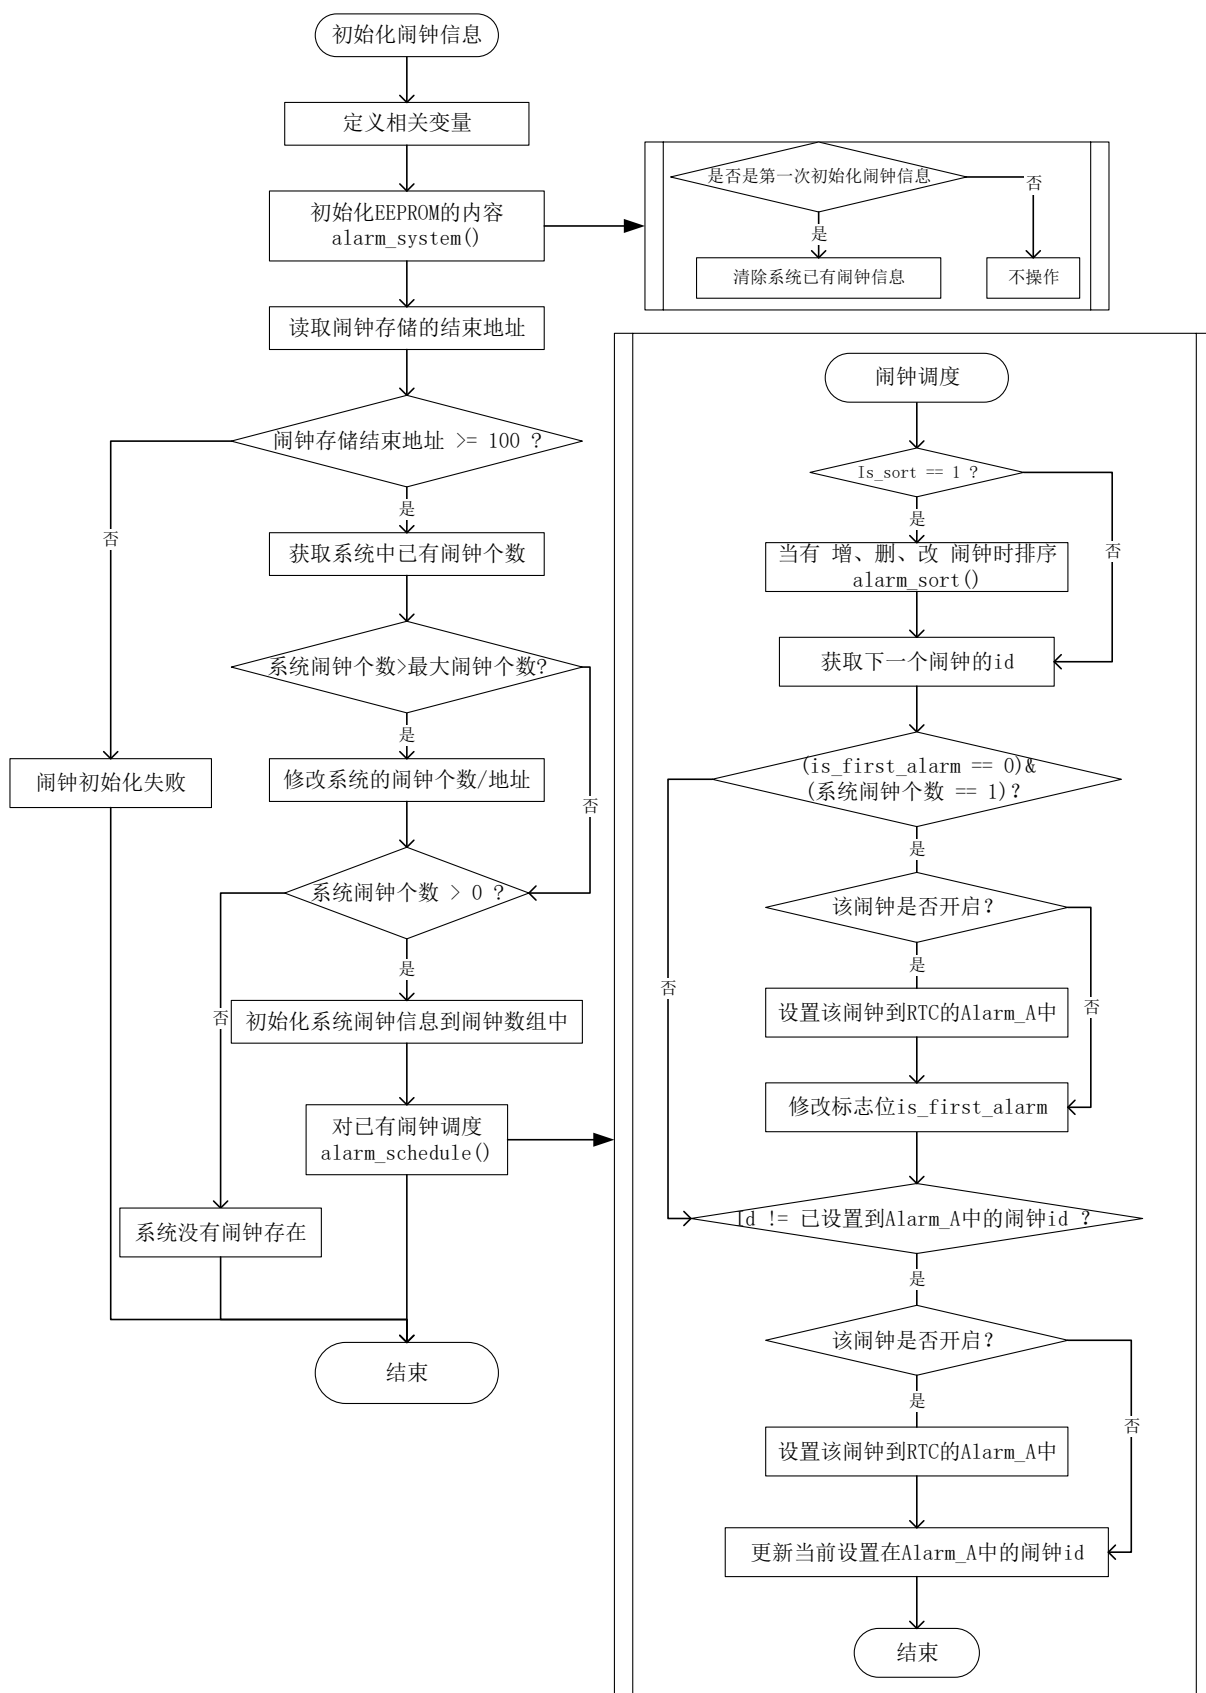 初始化闹钟信息
定义相关变量
初始化EEPROM的内容
alarm_system()
是否是第一次初始化闹钟信息
否
是
清除系统已有闹钟信息
不操作
读取闹钟存储的结束地址
闹钟存储结束地址 >= 100 ?
否
是
获取系统中已有闹钟个数
系统闹钟个数>最大闹钟个数?
是
否
闹钟初始化失败
修改系统的闹钟个数/地址
系统闹钟个数 > 0 ?
是
否
初始化系统闹钟信息到闹钟数组中
对已有闹钟调度
alarm_schedule()
系统没有闹钟存在
结束
闹钟调度
Is_sort == 1 ?
是
否
当有 增、删、改 闹钟时排序
alarm_sort()
获取下一个闹钟的id
(is_first_alarm == 0)&
(系统闹钟个数 == 1)?
是
否
该闹钟是否开启?
是
否
设置该闹钟到RTC的Alarm_A中
修改标志位is_first_alarm
Id != 已设置到Alarm_A中的闹钟id ?
是
该闹钟是否开启?
是
否
设置该闹钟到RTC的Alarm_A中
更新当前设置在Alarm_A中的闹钟id
结束